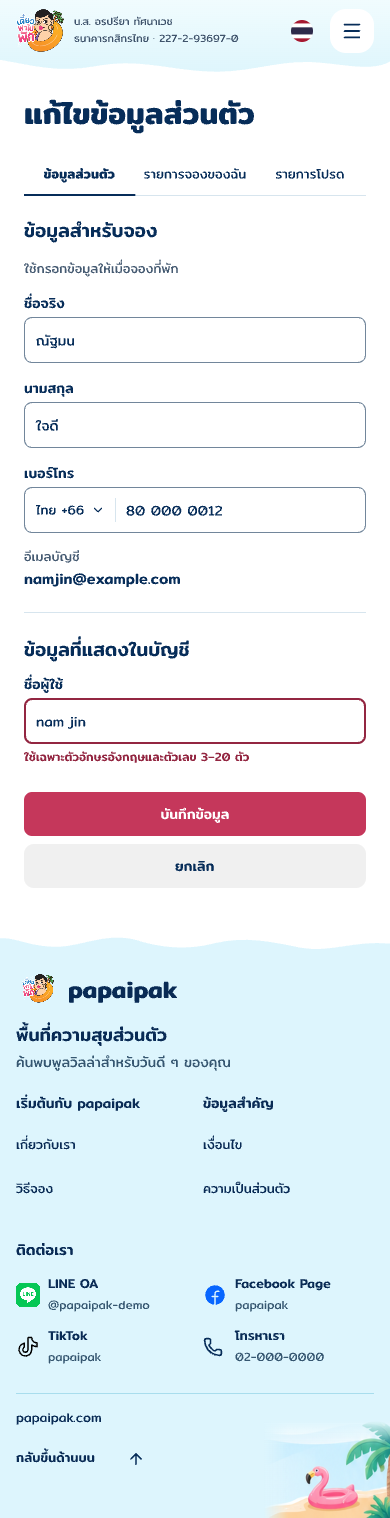 เที่ยว
พาม
พัก
น.ส. อรปรียา ทัศนาเวช
ธนาคารกสิกรไทย · 227-2-93697-0
แก้ไขข้อมูลส่วนตัว
ข้อมูลส่วนตัว รายการจองของฉัน รายการโปรด
ข้อมูลสำหรับจอง
ใช้กรอกข้อมูลให้เมื่อจองที่พัก
ชื่อจริง
ณัฐมน
นามสกุล
ใจดี
เบอร์โทร
ไทย +66 80 000 0012
อีเมลบัญชี
namjin@example.com
ข้อมูลที่แสดงในบัญชี
ชื่อผู้ใช้
nam jin
ใช้เฉพาะตัวอักษรอังกฤษและตัวเลข 3–20 ตัว
บันทึกข้อมูล
ยกเลิก
papaipak
พื้นที่ความสุขส่วนตัว
ค้นพบพูลวิลล่าสำหรับวันดี ๆ ของคุณ
เริ่มต้นกับ papaipak ข้อมูลสำคัญ
เกี่ยวกับเรา เงื่อนไข
วิธีจอง ความเป็นส่วนตัว
ติดต่อเรา
LINE OA Facebook Page
@papaipak-demo papaipak
TikTok โทรหาเรา
papaipak 02-000-0000
papaipak.com
กลับขึ้นด้านบน